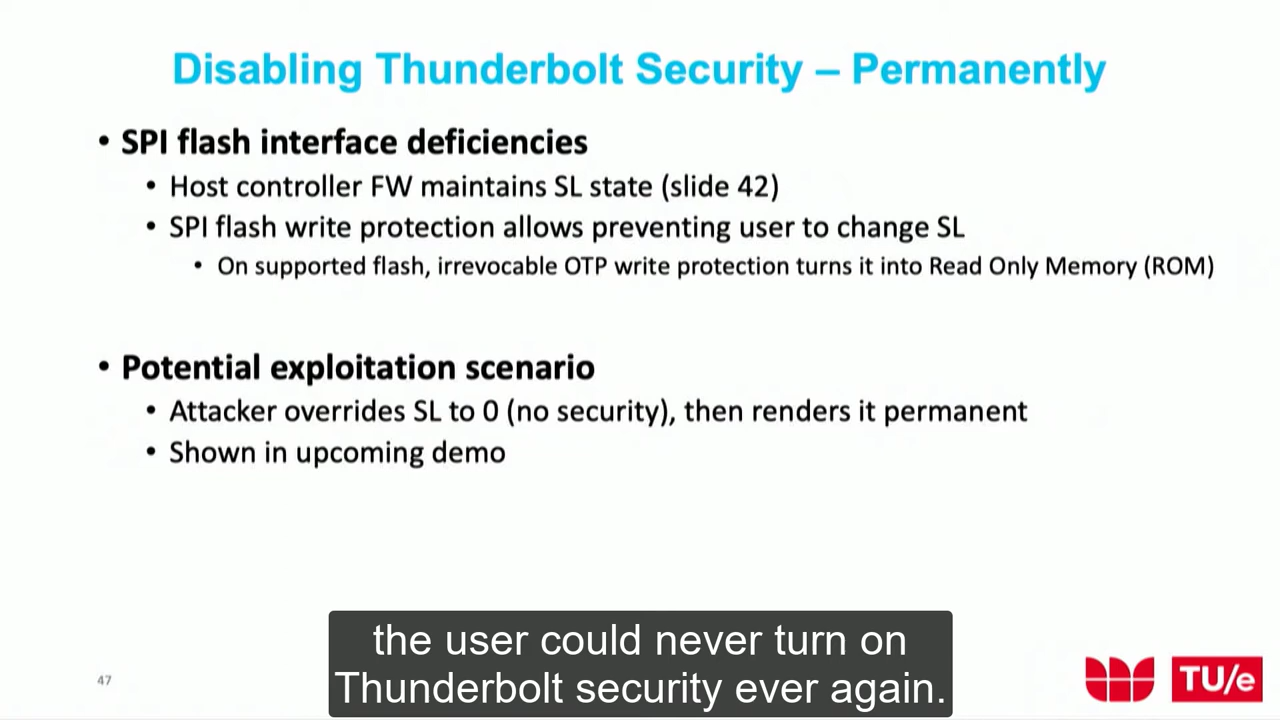 Disabling Thunderbolt Security – Permanently
• SPI flash interface deficiencies
• Host controller FW maintains SL state (slide 42)
• SPI flash write protection allows preventing user to change SL
• On supported flash, irrevocable OTP write protection turns it into Read Only Memory (ROM)
• Potential exploitation scenario
• Attacker overrides SL to 0 (no security), then renders it permanent
• Shown in upcoming demo
the user could never turn on
Thunderbolt security ever again.
47
TU/e